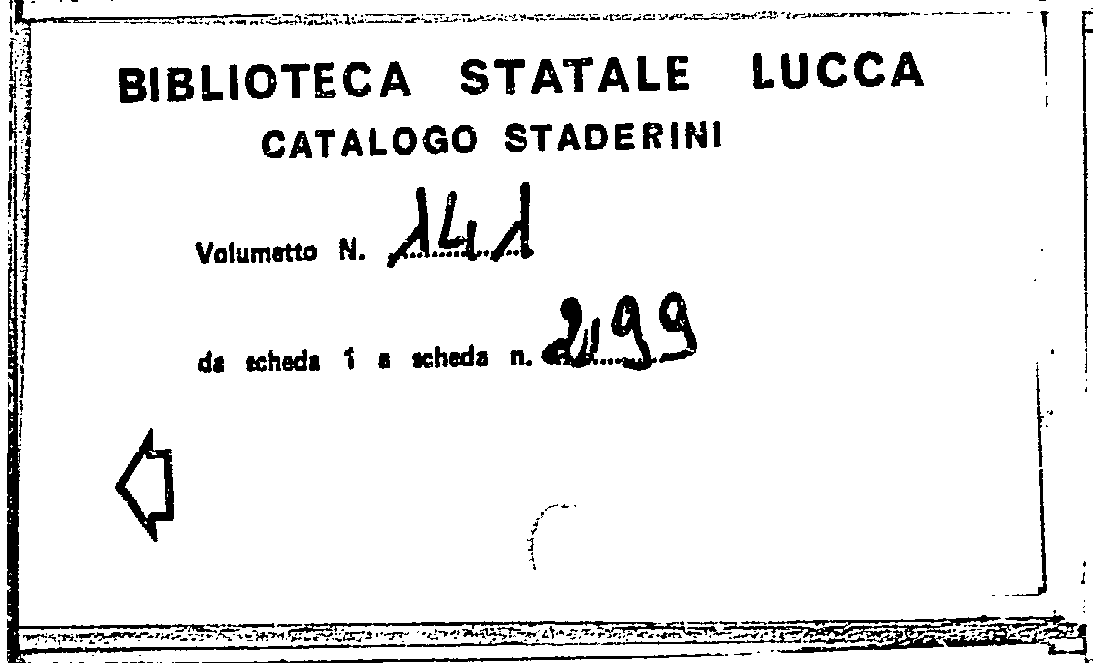 BIBLIOTECA STATALE LUCCA
CATALOGO STADERINI
Volumetto N. 141
da scheda 1 a scheda n. 299